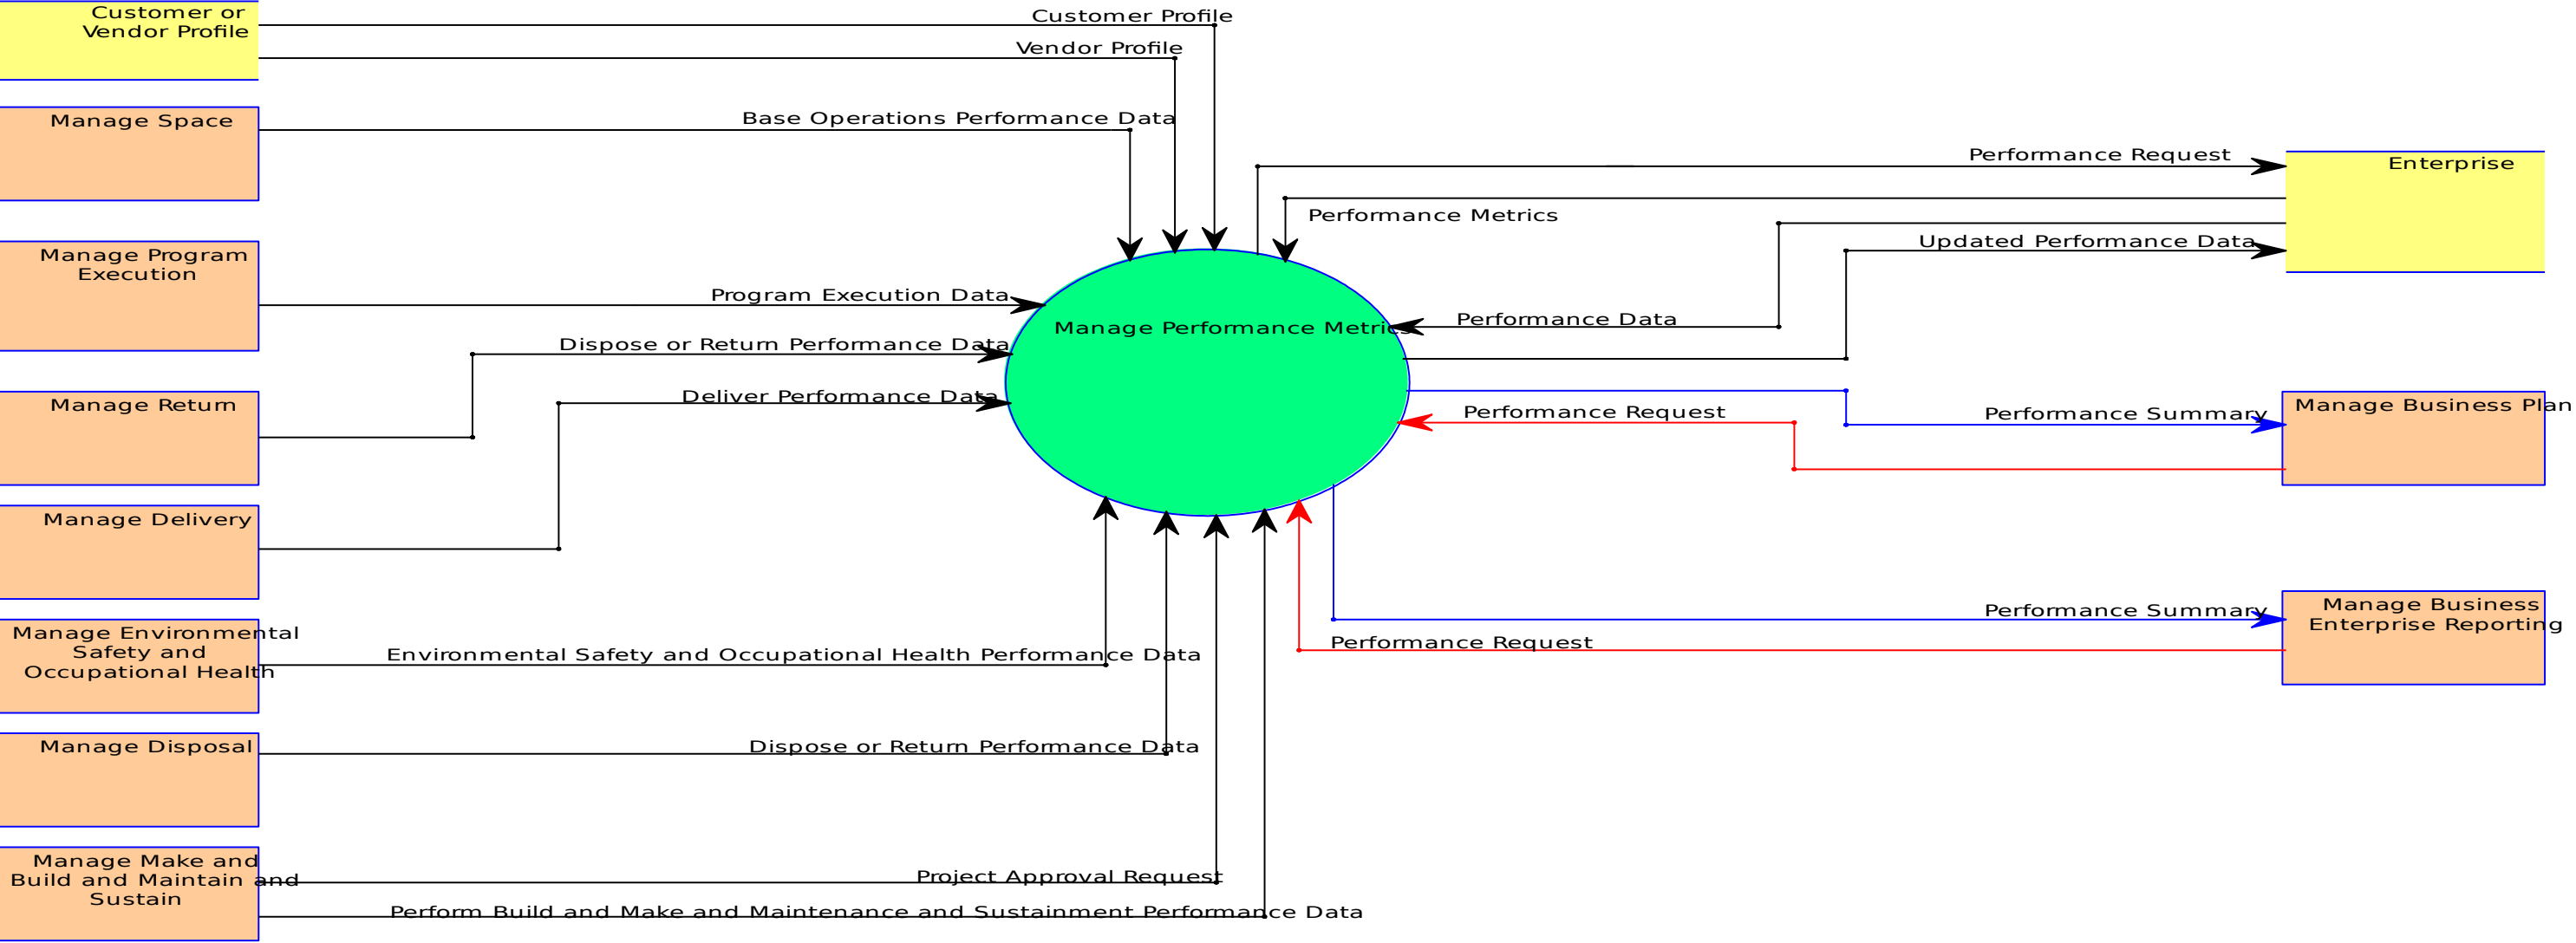 Customer or
Vendor Profile
Customer Profile
Vendor Profile
Manage Space
Base Operations Performance Data
Manage Program
Execution
Program Execution Data
Manage Return
Dispose or Return Performance Data
Manage Delivery
Deliver Performance Data
Manage Environmental
Safety and
Occupational Health
Environmental Safety and Occupational Health Performance Data
Manage Disposal
Dispose or Return Performance Data
Manage Make and
Build and Maintain and
Sustain
Project Approval Request
Perform Build and Make and Maintenance and Sustainment Performance Data
Manage Performance Metrics
Performance Request
Enterprise
Performance Metrics
Updated Performance Data
Performance Data
Performance Request
Performance Summary
Manage Business Plan
Performance Summary
Manage Business
Enterprise Reporting
Performance Request